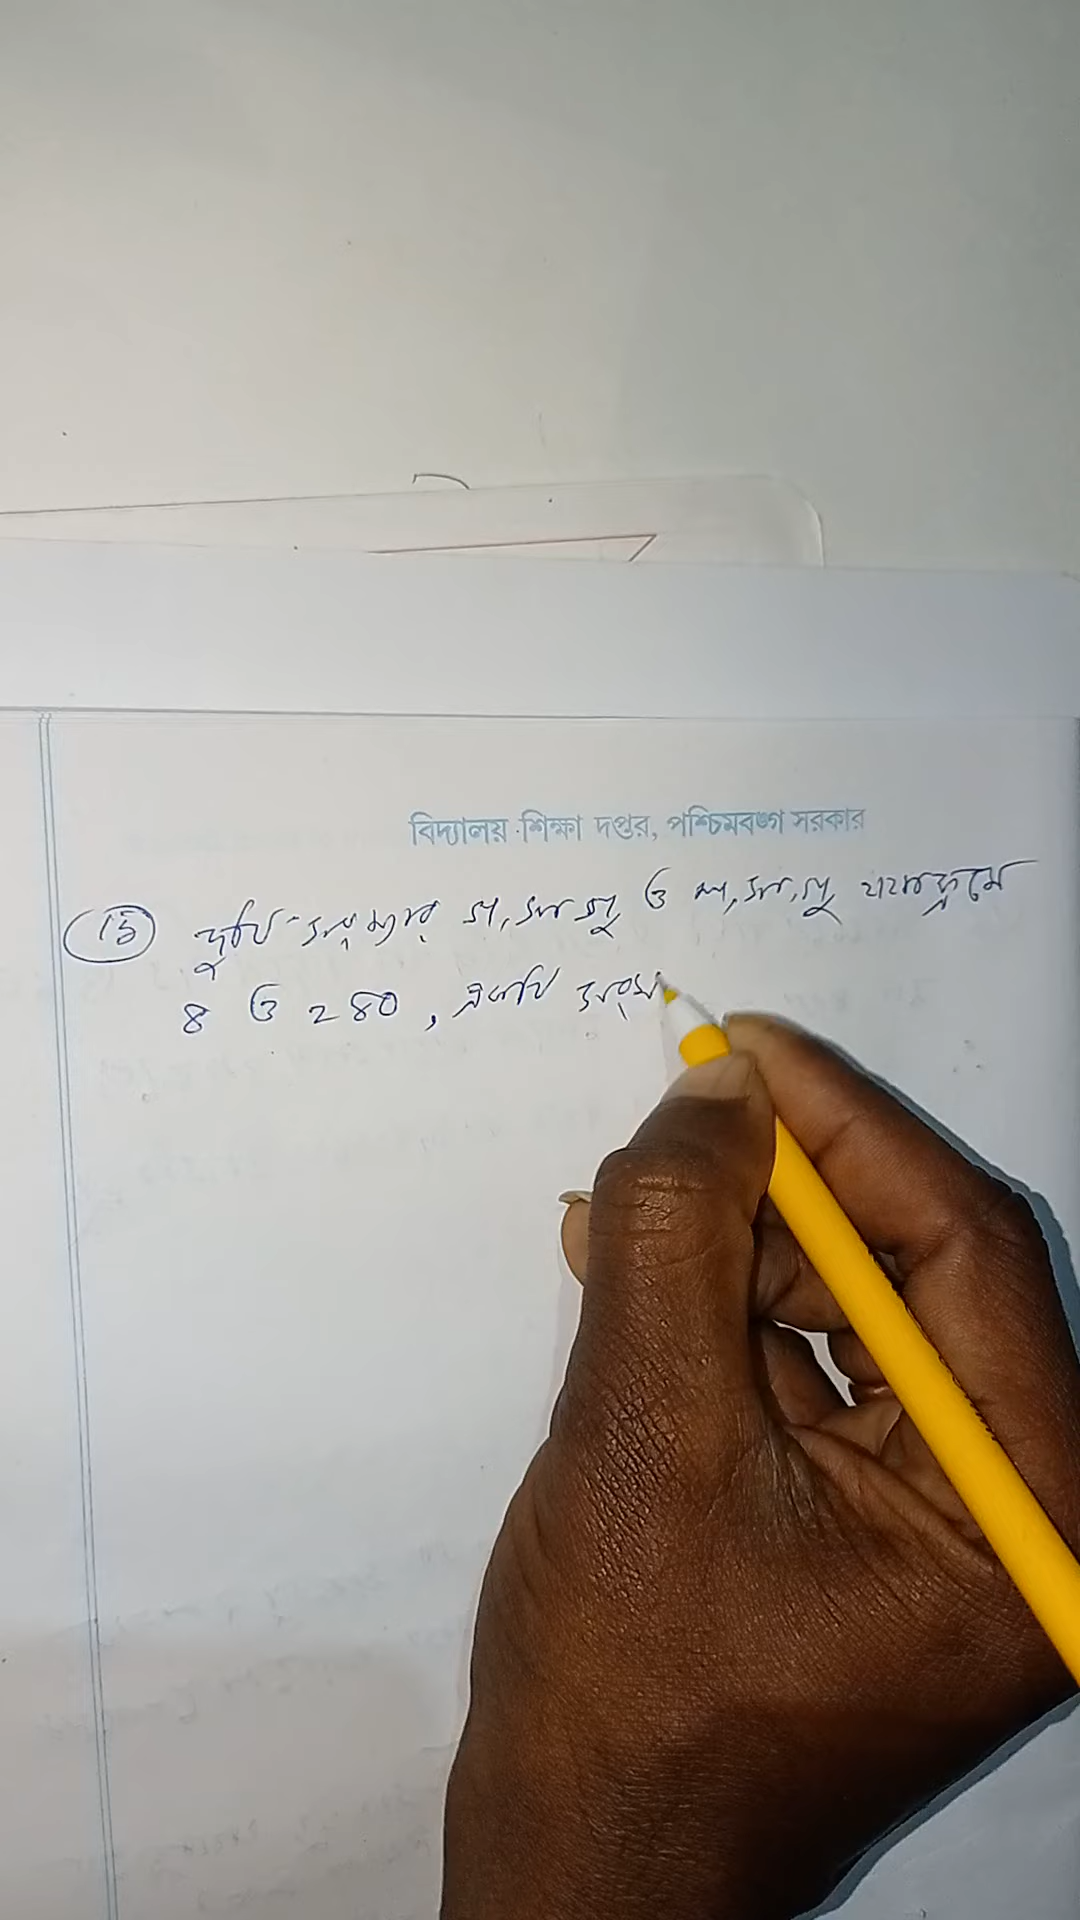 বিদ্যালয় শিক্ষা দপ্তর, পশ্চিমবঙ্গ সরকার
15 দুটি সংখ্যার গ, সা গু ও ল, সা, গু যথাক্রমে
8 ও 280, একটি সংখ্যা